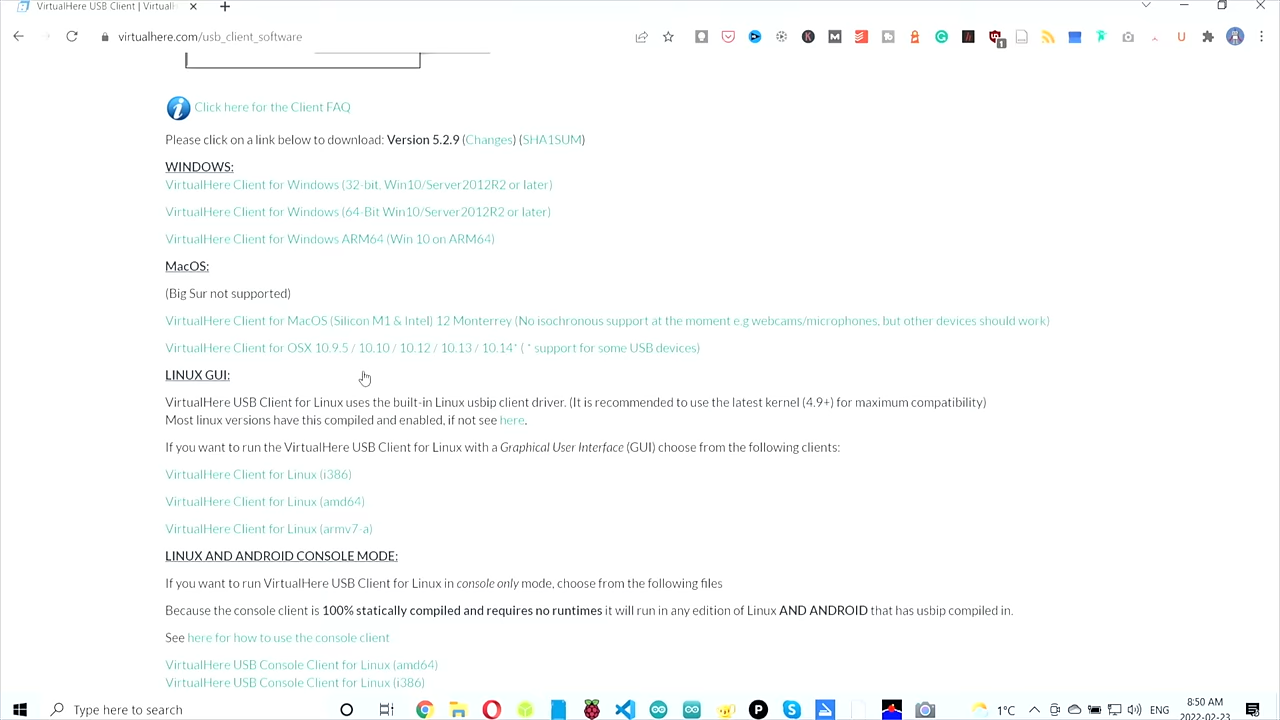 VirtualHere USB Client | Virtual
virtualhere.com/usb_client_software
Click here for the Client FAQ
Please click on a link below to download: Version 5.2.9 (Changes) (SHA1SUM)
WINDOWS:
VirtualHere Client for Windows (32-bit, Win10/Server2012R2 or later)
VirtualHere Client for Windows (64-Bit Win10/Server2012R2 or later)
VirtualHere Client for Windows ARM64 (Win 10 on ARM64)
MacOS:
(Big Sur not supported)
VirtualHere Client for MacOS (Silicon M1 & Intel) 12 Monterrey (No isochronous support at the moment e.g webcams/microphones, but other devices should work)
VirtualHere Client for OSX 10.9.5 / 10.10 / 10.12 / 10.13 / 10.14* ( * support for some USB devices)
LINUX GUI:
VirtualHere USB Client for Linux uses the built-in Linux usbip client driver. (It is recommended to use the latest kernel (4.9+) for maximum compatibility)
Most linux versions have this compiled and enabled, if not see here.
If you want to run the VirtualHere USB Client for Linux with a Graphical User Interface (GUI) choose from the following clients:
VirtualHere Client for Linux (i386)
VirtualHere Client for Linux (amd64)
VirtualHere Client for Linux (armv7-a)
LINUX AND ANDROID CONSOLE MODE:
If you want to run VirtualHere USB Client for Linux in console only mode, choose from the following files
Because the console client is 100% statically compiled and requires no runtimes it will run in any edition of Linux AND ANDROID that has usbip compiled in.
See here for how to use the console client
VirtualHere USB Console Client for Linux (amd64)
VirtualHere USB Console Client for Linux (i386)
Type here to search
1°C
ENG
8:50 AM
2022-02-23